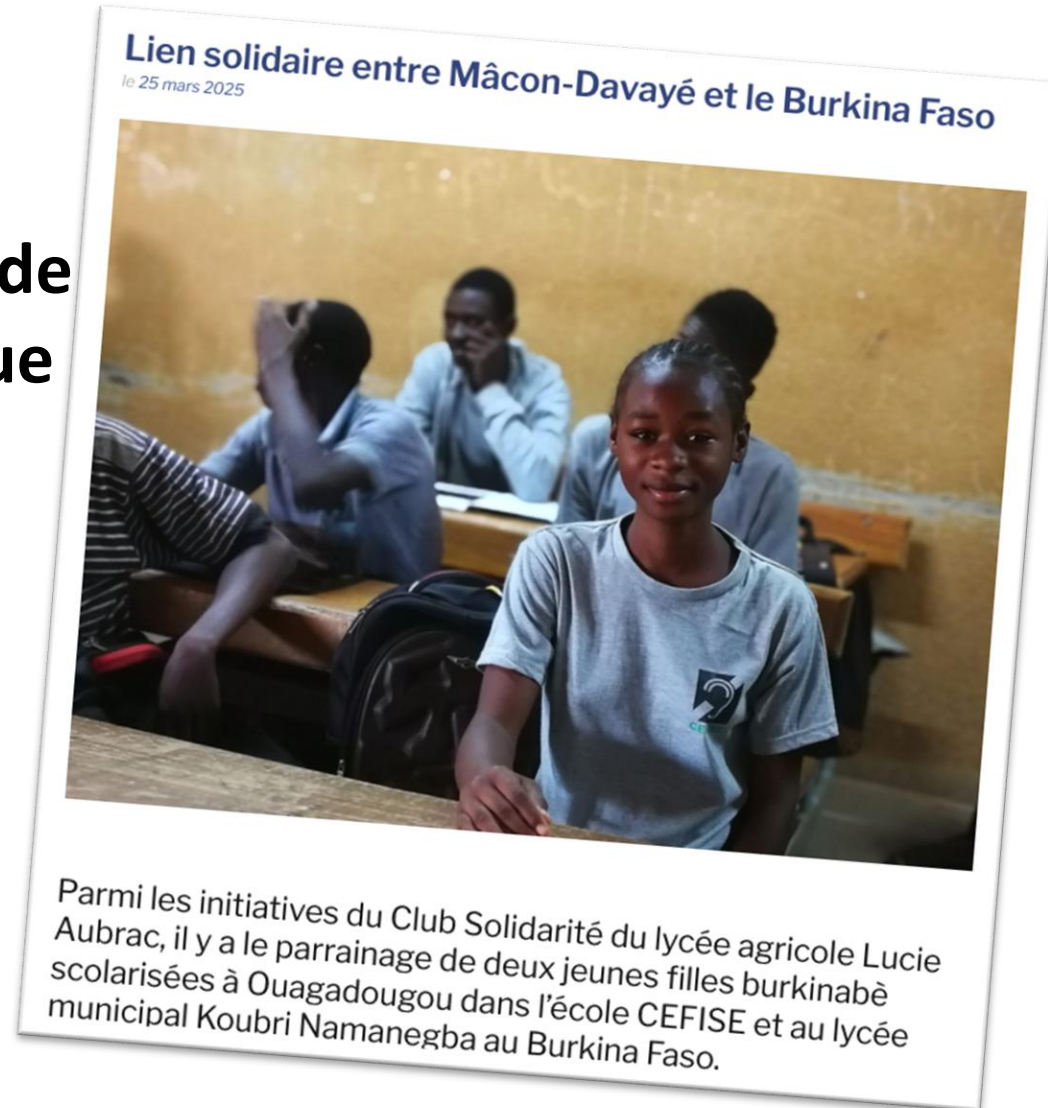 Lien solidaire entre Mâcon-Davayé et le Burkina Faso
le 25 mars 2025
de
ue
Parmi les initiatives du Club Solidarité du lycée agricole Lucie
Aubrac, il y a le parrainage de deux jeunes filles burkinabè
scolarisées à Ouagadougou dans l'école CEFISE et au lycée
municipal Koubri Namanegba au Burkina Faso.